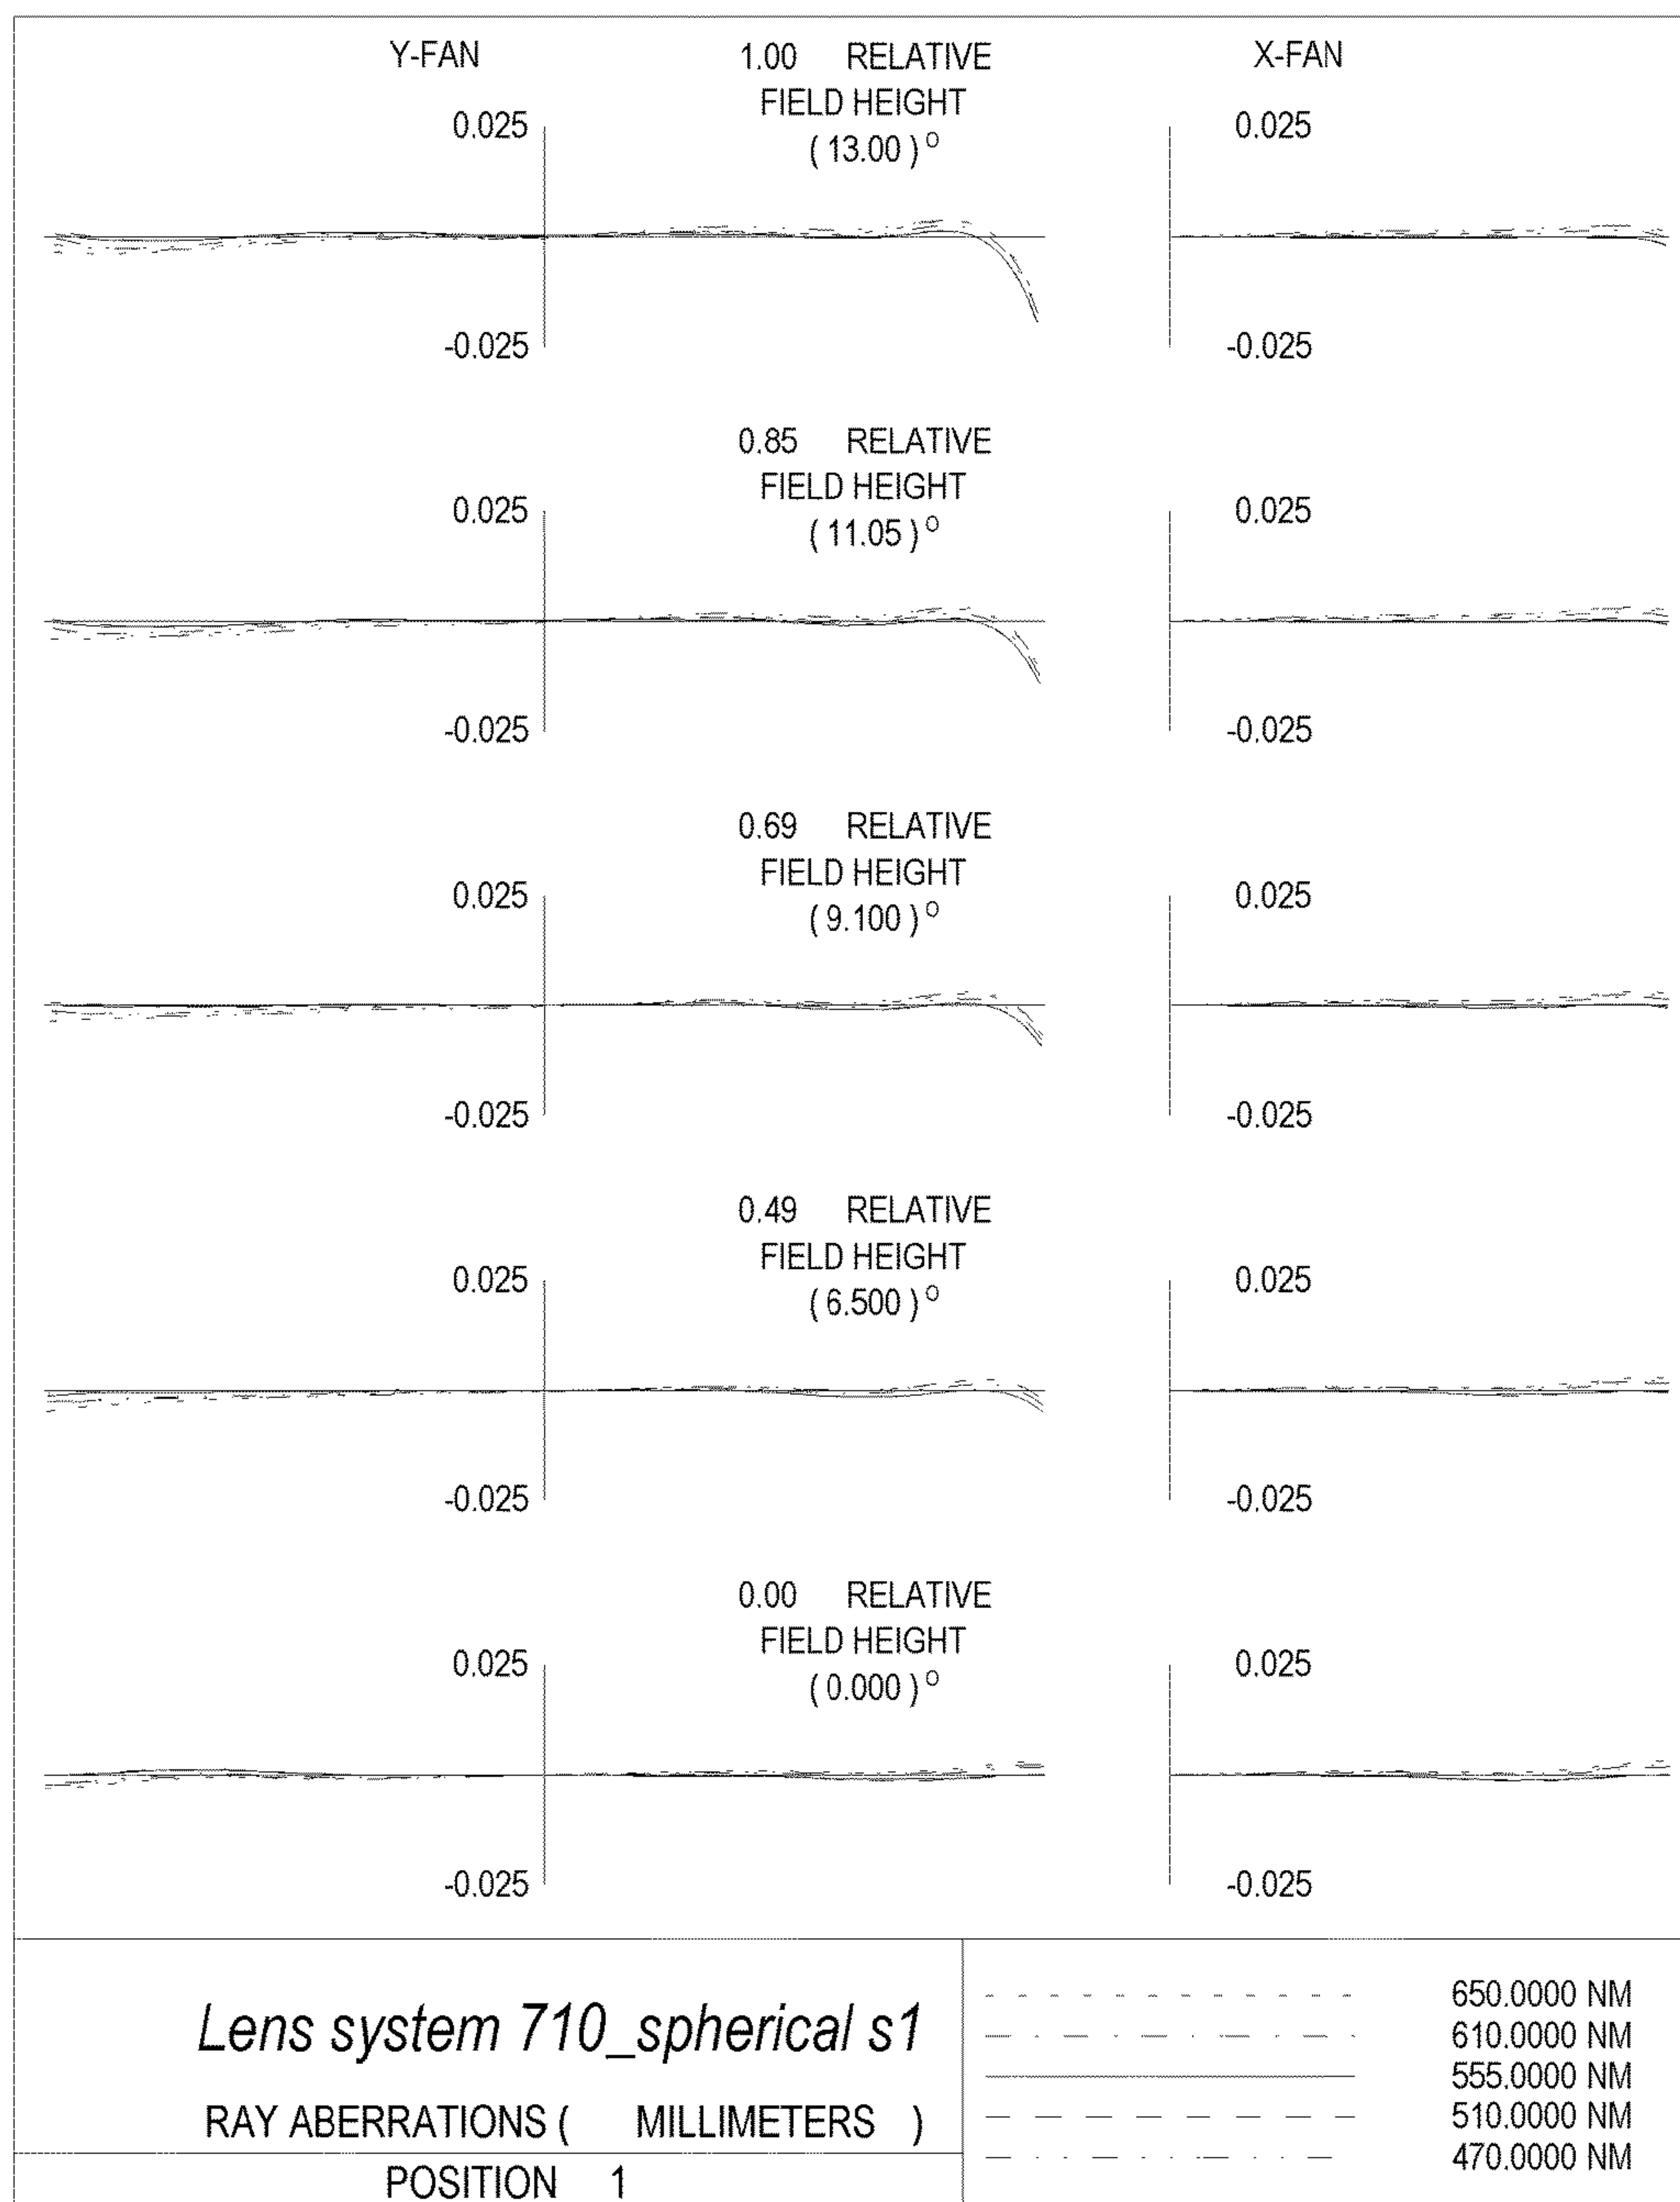 Y-FAN 1.00 RELATIVE X-FAN
FIELD HEIGHT
0.025 0.025
( 13.00 ) O
-0.025 -0.025
0.85 RELATIVE
FIELD HEIGHT
0.025 0.025
( 11.05 ) O
-0.025 -0.025
0.69 RELATIVE
FIELD HEIGHT
0.025 0.025
( 9.100 ) O
-0.025 -0.025
0.49 RELATIVE
FIELD HEIGHT
0.025 0.025
( 6.500 ) O
-0.025 -0.025
0.00 RELATIVE
FIELD HEIGHT
0.025 0.025
( 0.000 ) O
-0.025 -0.025
Lens system 710_spherical s1
RAY ABERRATIONS ( MILLIMETERS )
POSITION 1
650.0000 NM
610.0000 NM
555.0000 NM
510.0000 NM
470.0000 NM